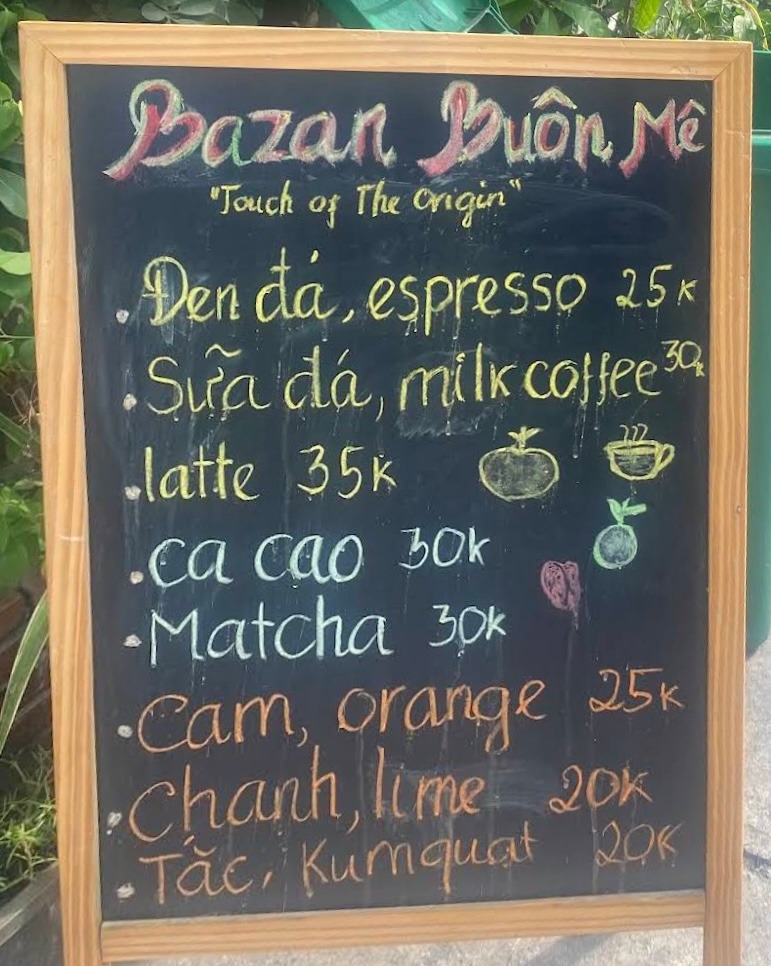 Bazan Buôn Mê
"Touch of The Origin"
Đen đá, espresso 25k
Sữa đá, milk coffee 30k
latte 35k
ca cao 30k
Matcha 30k
Cam, orange 25k
Chanh, lime 20k
Tắc, Kumquat 20k